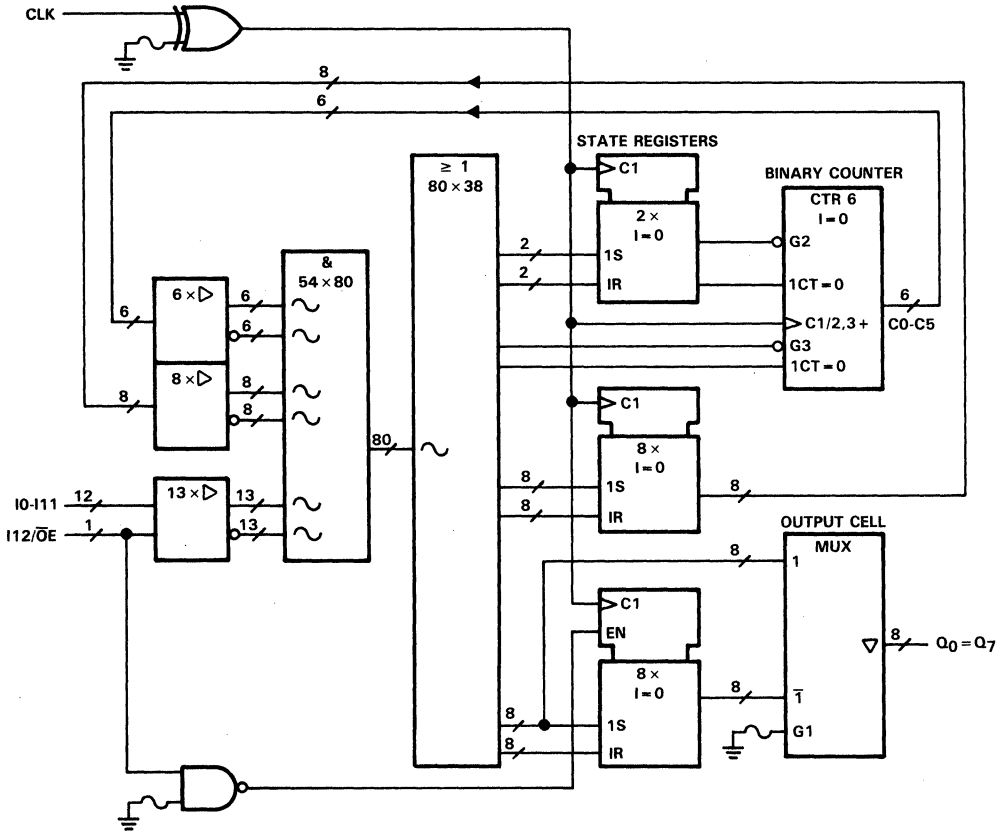 CLK
8
6
STATE REGISTERS
C1
2 ×
I=0
1S
IR
2
2
BINARY COUNTER
CTR 6
I=0
G2
1CT=0
C1/2,3+
G3
1CT=0
6
C0-C5
≥ 1
80 × 38
&
54 × 80
6
6 × ▷
6
6
8
8 × ▷
8
8
80
I0-I11
12
I12/O̅E̅
1
13 × ▷
13
13
C1
8 ×
I=0
1S
IR
8
8
8
OUTPUT CELL
MUX
8
1
C1
EN
8 ×
I=0
1S
IR
8
8
8
1̅
G1
▽
8
Q0=Q7